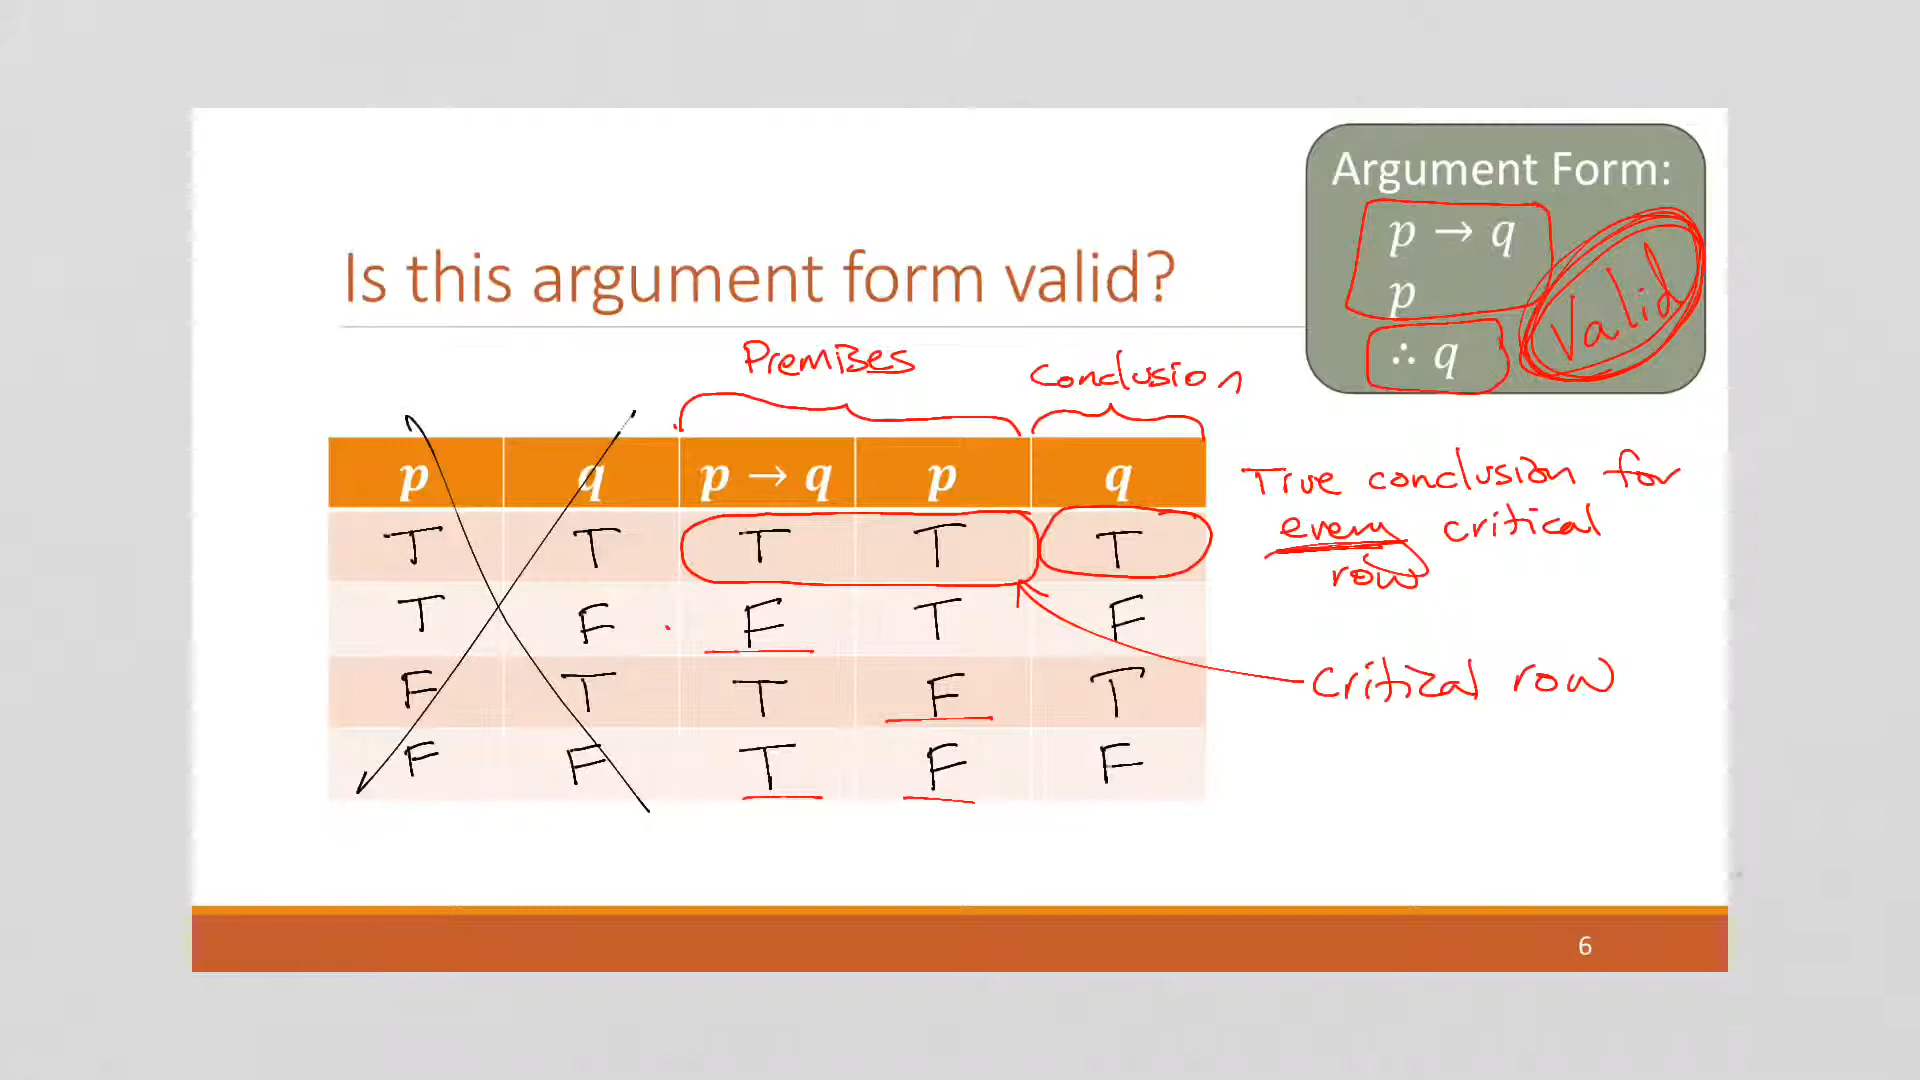 Argument Form:
p → q
p
∴ q
Valid
Is this argument form valid?
Premises
Conclusion
p q p → q p q
T T T T T
T F F T F
F T T F T
F F T F F
True conclusion for
every critical
row
Critical row
6